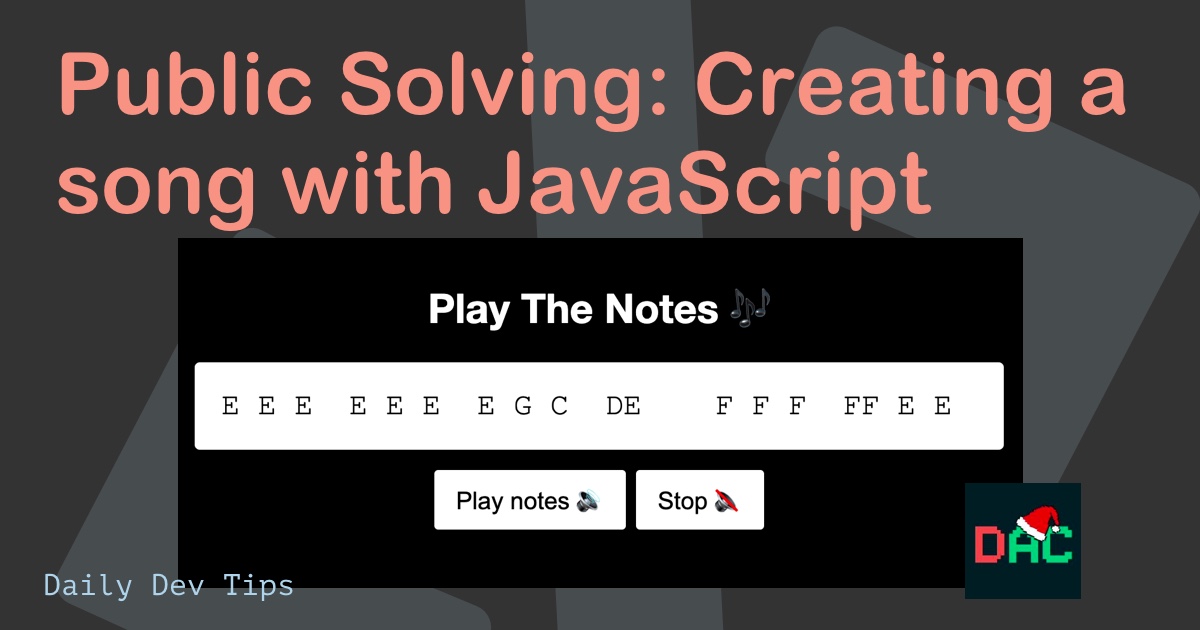 Public Solving: Creating a
song with JavaScript
Play The Notes 🎶
E E E  E E E  E G C  DE    F F F  FF E E
Play notes 🔊
Stop 🔇
DAC
Daily Dev Tips